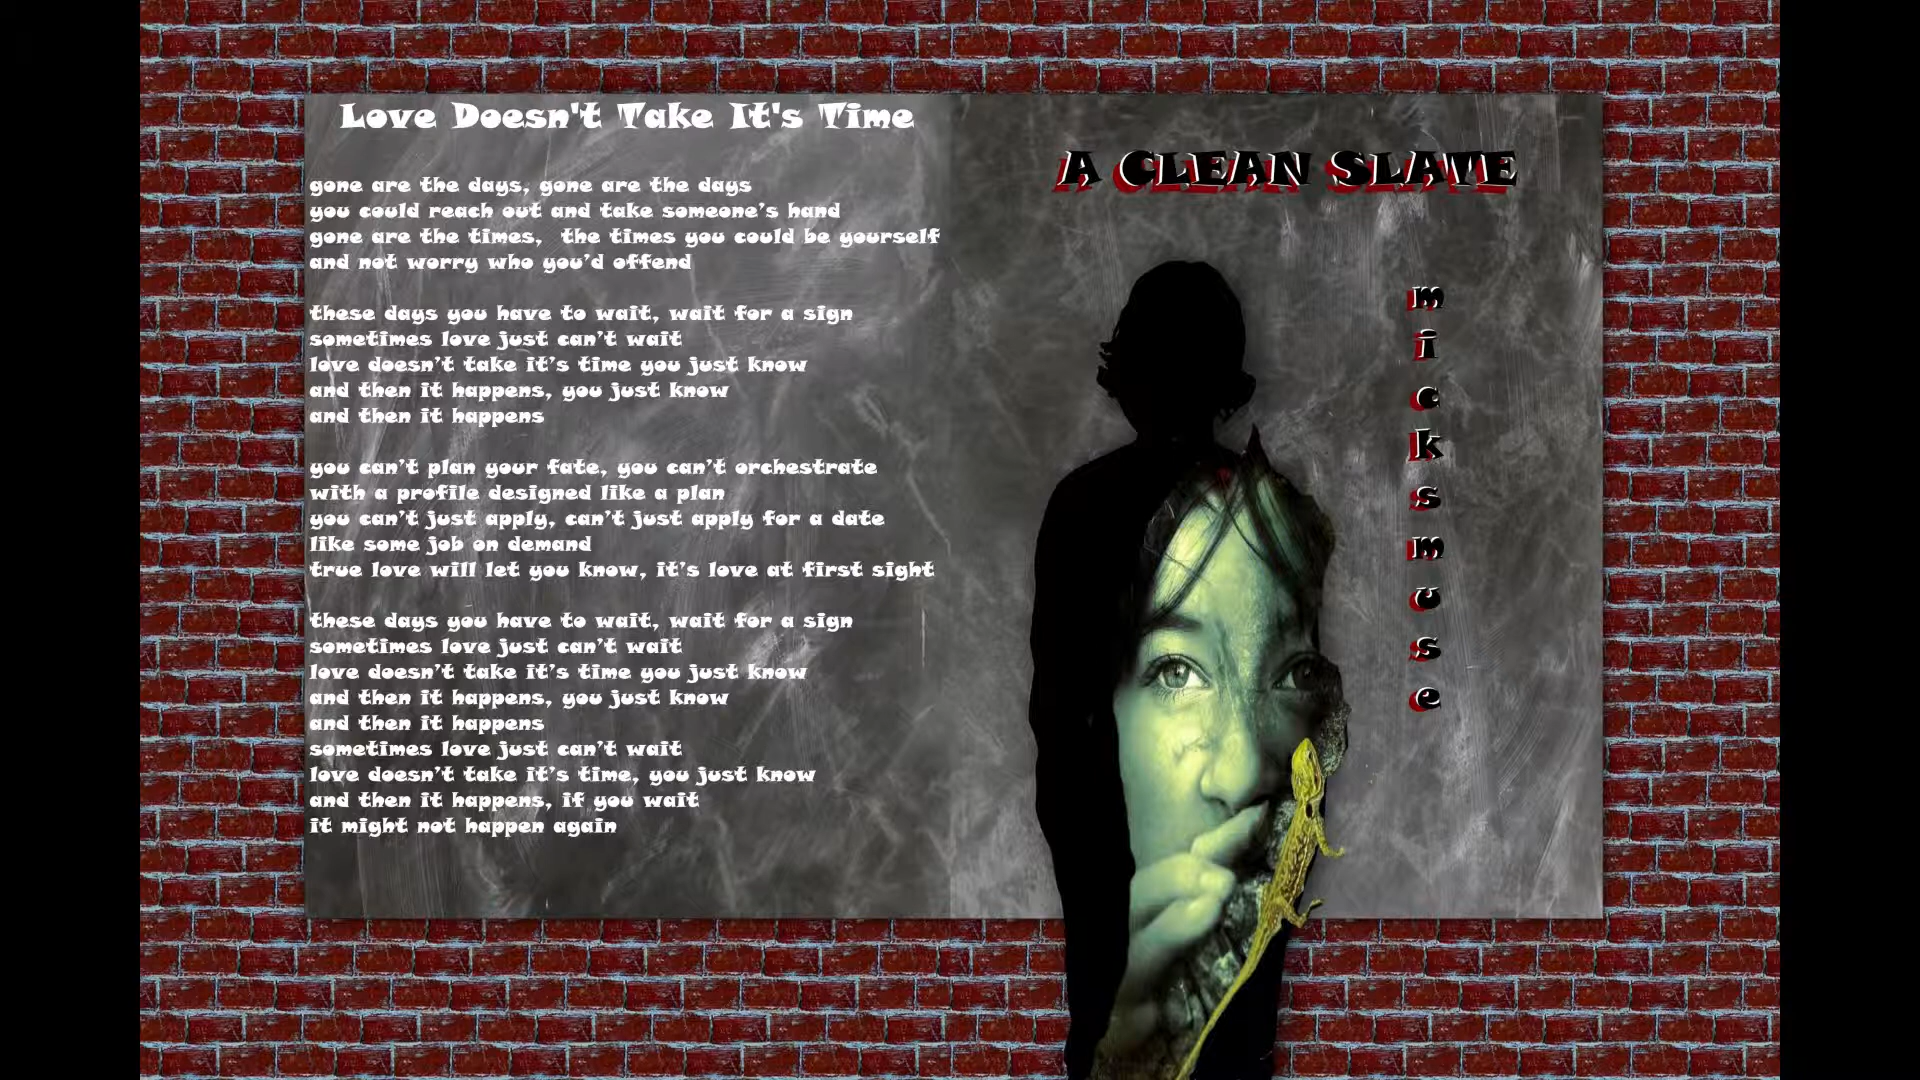 Love Doesn't Take It's Time
gone are the days, gone are the days
you could reach out and take someone's hand
gone are the times,  the times you could be yourself
and not worry who you'd offend
these days you have to wait, wait for a sign
sometimes love just can't wait
love doesn't take it's time you just know
and then it happens, you just know
and then it happens
you can't plan your fate, you can't orchestrate
with a profile designed like a plan
you can't just apply, can't just apply for a date
like some job on demand
true love will let you know, it's love at first sight
these days you have to wait, wait for a sign
sometimes love just can't wait
love doesn't take it's time you just know
and then it happens, you just know
and then it happens
sometimes love just can't wait
love doesn't take it's time, you just know
and then it happens, if you wait
it might not happen again
A CLEAN SLATE
micksmuse